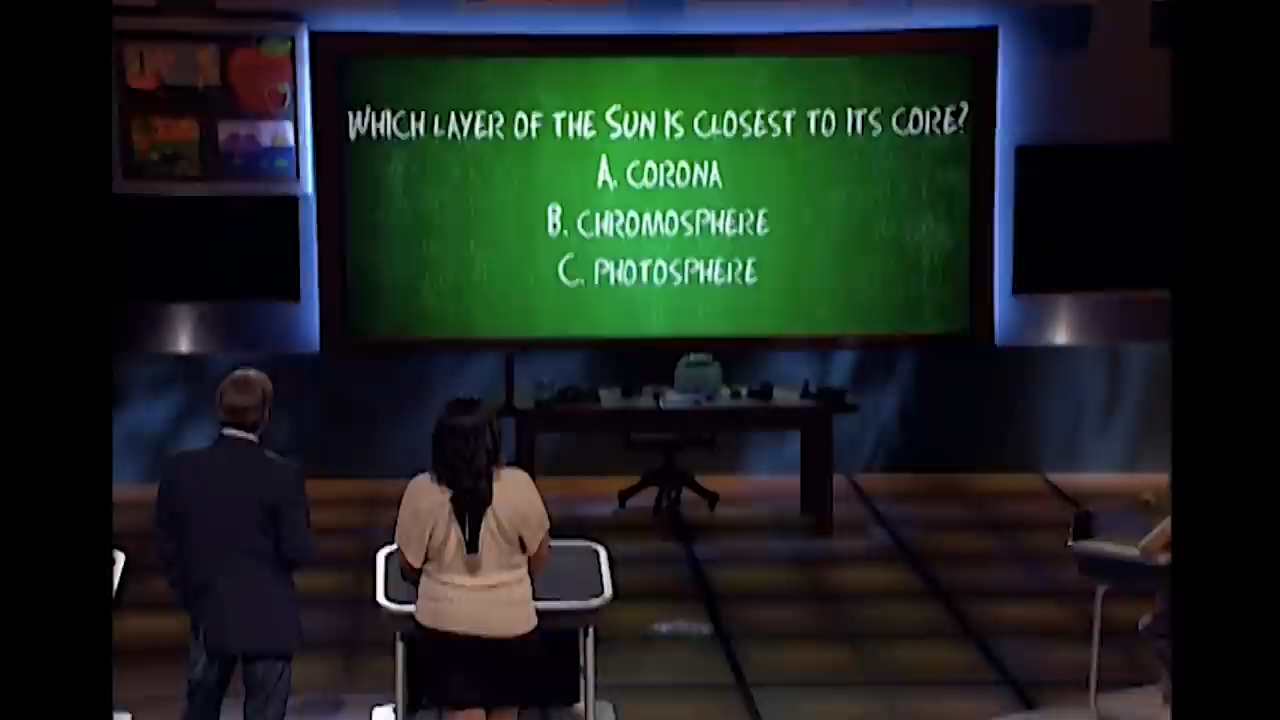 Which layer of the Sun is closest to its core?
A. Corona
B. Chromosphere
C. Photosphere